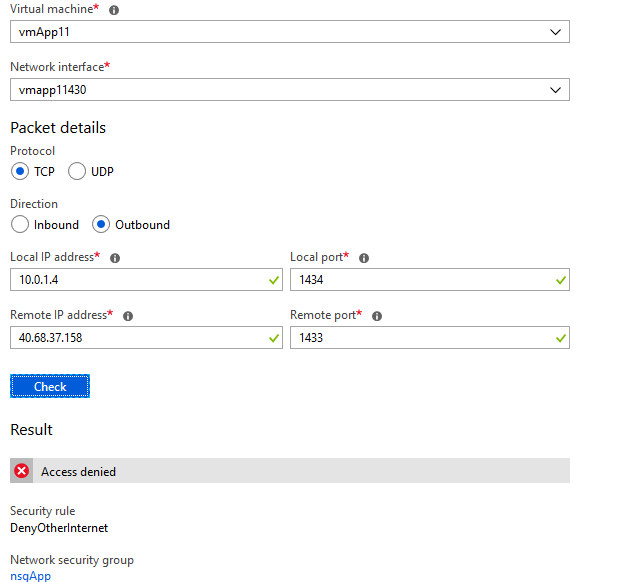 Virtual machine*
vmApp11
Network interface*
vmapp11430
Packet details
Protocol
TCP UDP
Direction
Inbound Outbound
Local IP address* Local port*
10.0.1.4 1434
Remote IP address* Remote port*
40.68.37.158 1433
Check
Result
Access denied
Security rule
DenyOtherInternet
Network security group
nsgApp